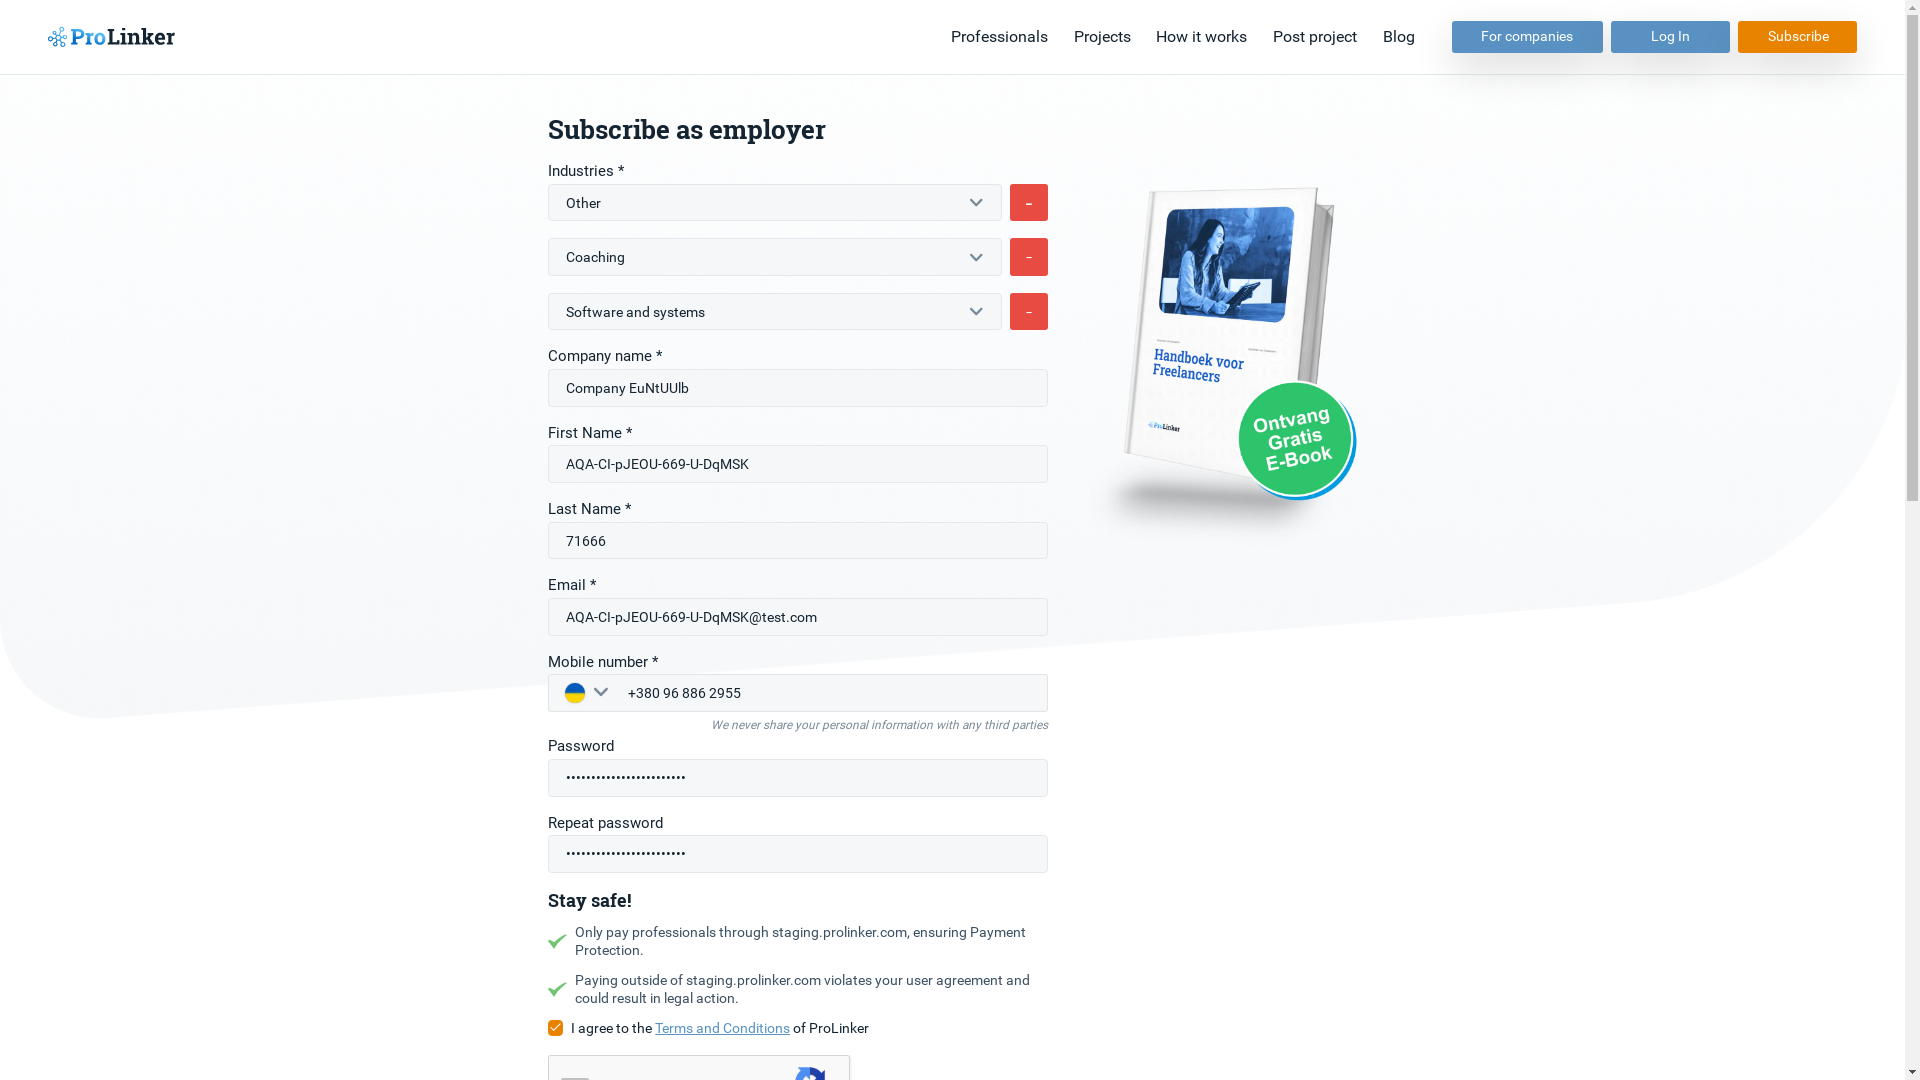 ProLinker
Professionals
Projects
How it works
Post project
Blog
For companies
Log In
Subscribe
Subscribe as employer
Industries *
Other
-
Coaching
-
Software and systems
-
Company name *
Company EuNtUUlb
First Name *
AQA-CI-pJEOU-669-U-DqMSK
Last Name *
71666
Email *
AQA-CI-pJEOU-669-U-DqMSK@test.com
Mobile number *
+380 96 886 2955
We never share your personal information with any third parties
Password
••••••••••••••••••••••••
Repeat password
••••••••••••••••••••••••
Stay safe!
Only pay professionals through staging.prolinker.com, ensuring Payment
Protection.
Paying outside of staging.prolinker.com violates your user agreement and
could result in legal action.
I agree to the Terms and Conditions of ProLinker
Handboek voor
Freelancers
ProLinker
Ontvang
Gratis
E-Book